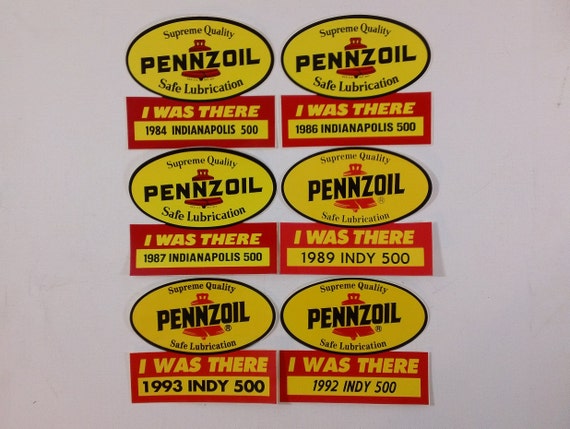 Supreme Quality
PENNZOIL
Safe Lubrication
I WAS THERE
1984 INDIANAPOLIS 500
Supreme Quality
PENNZOIL
Safe Lubrication
I WAS THERE
1986 INDIANAPOLIS 500
Supreme Quality
PENNZOIL
Safe Lubrication
I WAS THERE
1987 INDIANAPOLIS 500
Supreme Quality
PENNZOIL
®
Safe Lubrication
I WAS THERE
1989 INDY 500
Supreme Quality
PENNZOIL
®
Safe Lubrication
I WAS THERE
1993 INDY 500
Supreme Quality
PENNZOIL
®
Safe Lubrication
I WAS THERE
1992 INDY 500